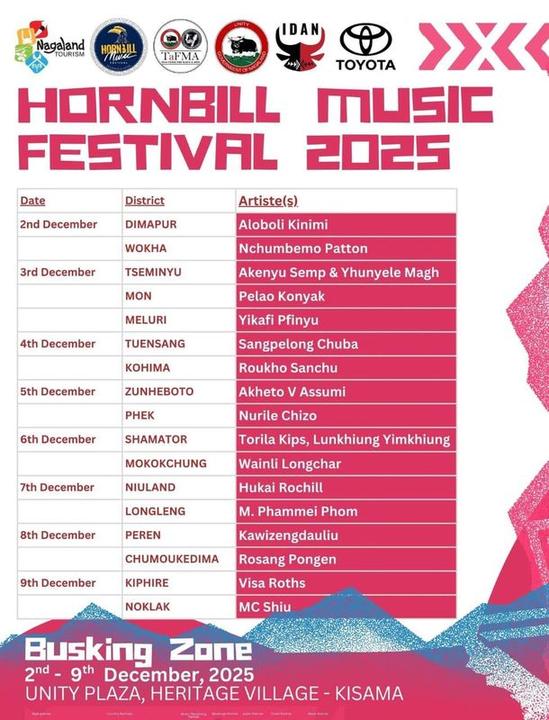 Nagaland
TOURISM
HORNBILL
Music
FESTIVAL
TaFMA
UNITY
IDAN
TOYOTA
HORNBILL MUSIC
FESTIVAL 2025
Date District Artiste(s)
2nd December DIMAPUR Aloboli Kinimi
WOKHA Nchumbemo Patton
3rd December TSEMINYU Akenyu Semp & Yhunyele Magh
MON Pelao Konyak
MELURI Yikafi Pfinyu
4th December TUENSANG Sangpelong Chuba
KOHIMA Roukho Sanchu
5th December ZUNHEBOTO Akheto V Assumi
PHEK Nurile Chizo
6th December SHAMATOR Torila Kips, Lunkhiung Yimkhiung
MOKOKCHUNG Wainli Longchar
7th December NIULAND Hukai Rochill
LONGLENG M. Phammei Phom
8th December PEREN Kawizengdauliu
CHUMOUKEDIMA Rosang Pongen
9th December KIPHIRE Visa Roths
NOKLAK MC Shiu
Busking Zone
2nd - 9th December, 2025
UNITY PLAZA, HERITAGE VILLAGE - KISAMA